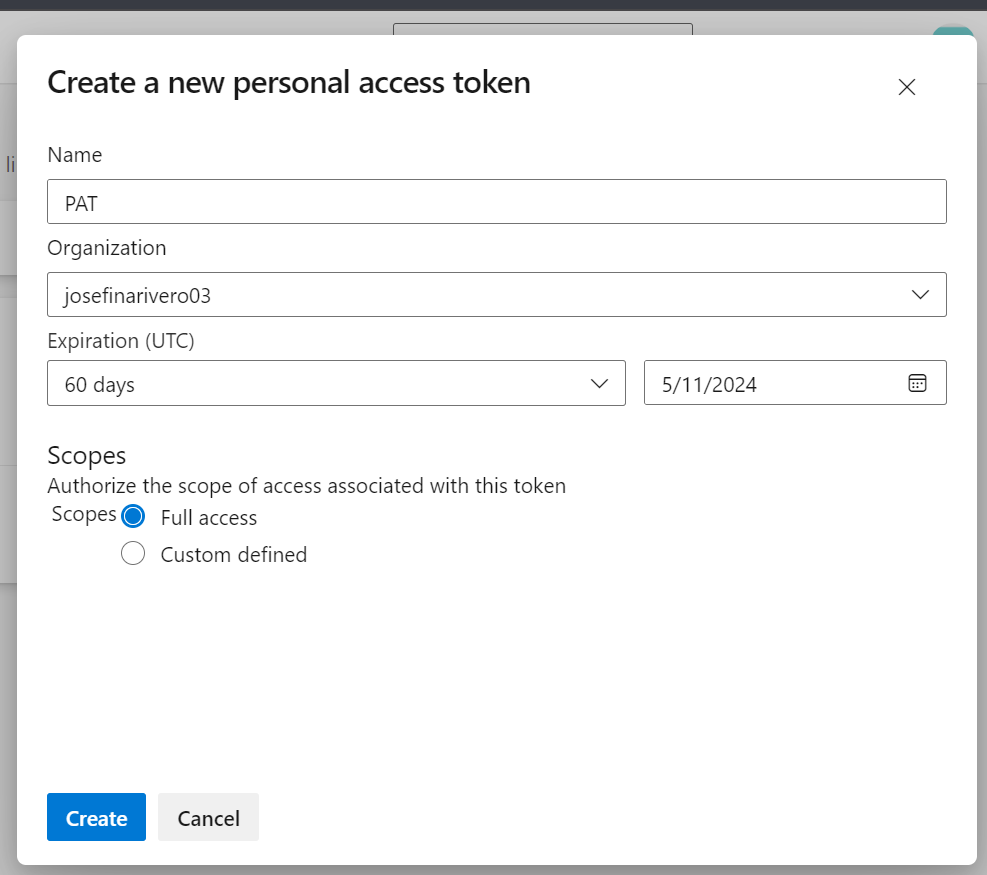 Create a new personal access token
li
Name
PAT
Organization
josefinarivero03
Expiration (UTC)
60 days
5/11/2024
Scopes
Authorize the scope of access associated with this token
Scopes
Full access
Custom defined
Create
Cancel